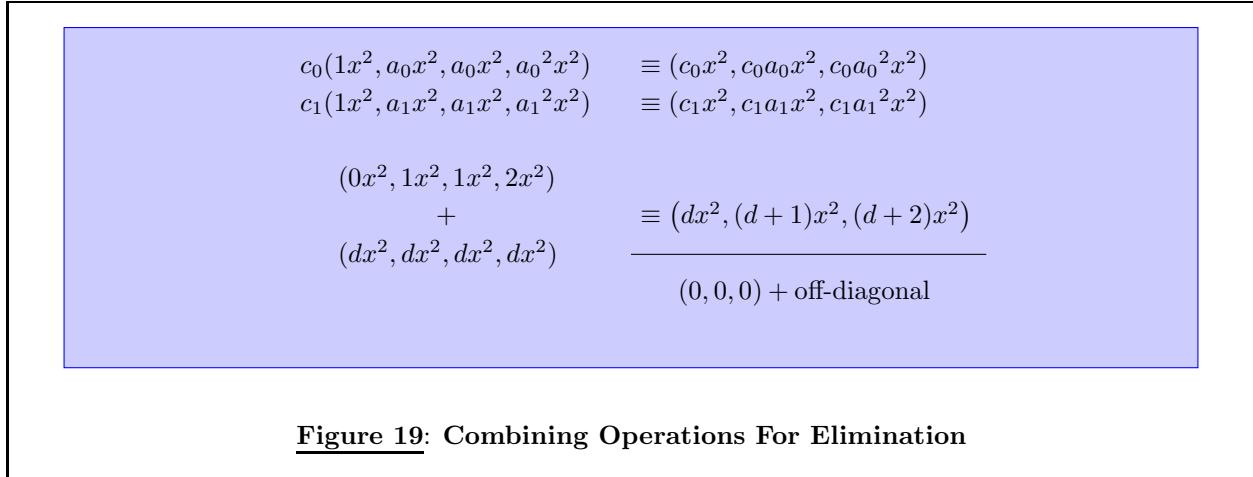 c₀(1x², a₀x², a₀x², a₀²x²) ≡ (c₀x², c₀a₀x², c₀a₀²x²)
c₁(1x², a₁x², a₁x², a₁²x²) ≡ (c₁x², c₁a₁x², c₁a₁²x²)
(0x², 1x², 1x², 2x²)
+ ≡ (dx², (d + 1)x², (d + 2)x²)
(dx², dx², dx², dx²)
(0, 0, 0) + off-diagonal
Figure 19: Combining Operations For Elimination